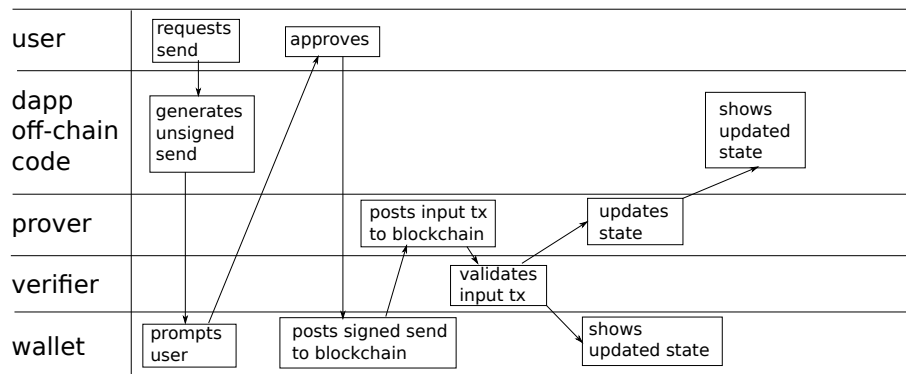 user
requests
send
approves
dapp
off-chain
code
generates
unsigned
send
shows
updated
state
prover
posts input tx
to blockchain
updates
state
verifier
validates
input tx
wallet
prompts
user
posts signed send
to blockchain
shows
updated state